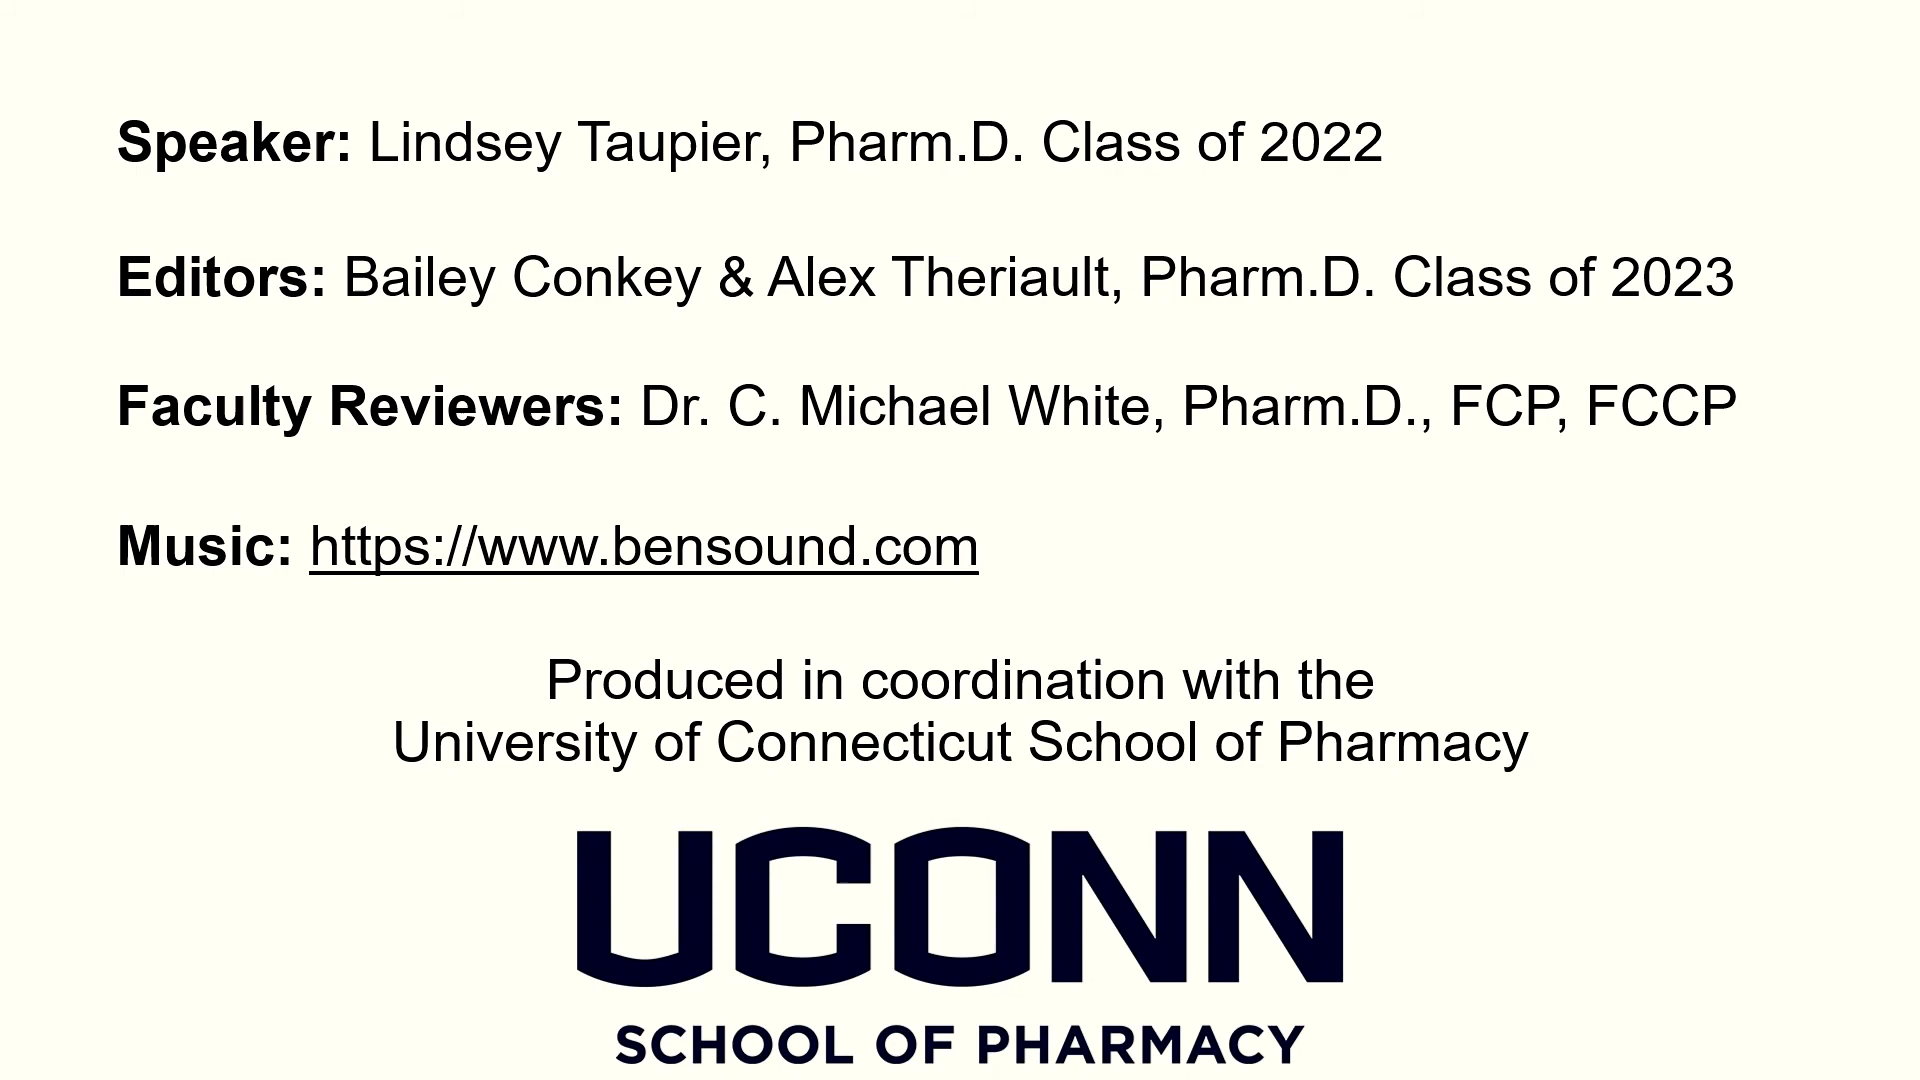 Speaker: Lindsey Taupier, Pharm.D. Class of 2022
Editors: Bailey Conkey & Alex Theriault, Pharm.D. Class of 2023
Faculty Reviewers: Dr. C. Michael White, Pharm.D., FCP, FCCP
Music: https://www.bensound.com
Produced in coordination with the
University of Connecticut School of Pharmacy
UCONN
SCHOOL OF PHARMACY